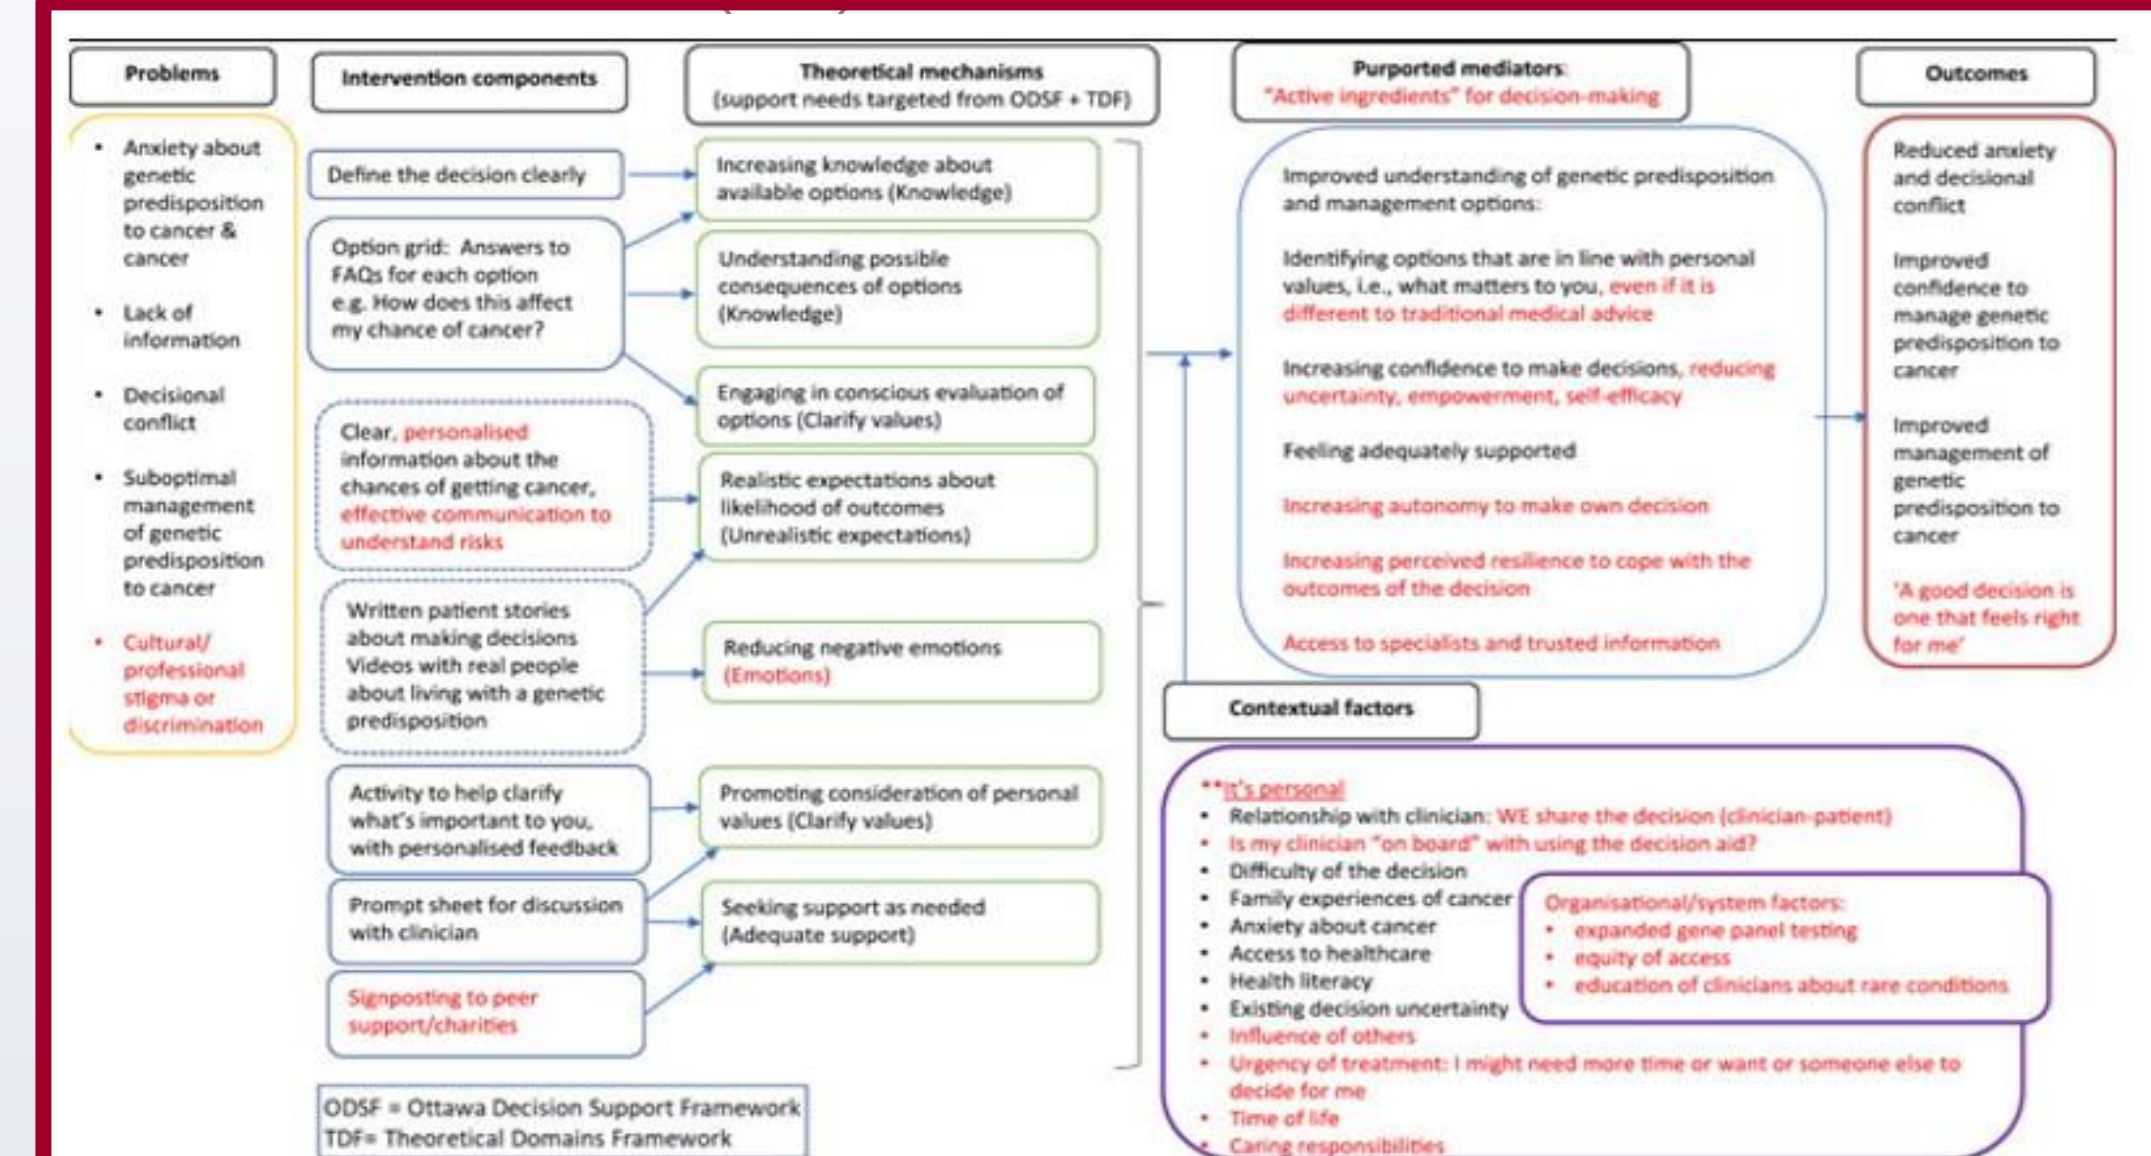 Problems
Intervention components
Theoretical mechanisms
(support needs targeted from ODSF + TDF)
Purported mediators:
"Active ingredients" for decision-making
Outcomes
• Anxiety about
genetic
predisposition
to cancer &
cancer
• Lack of
information
• Decisional
conflict
• Suboptimal
management
of genetic
predisposition
to cancer
• Cultural/
professional
stigma or
discrimination
Define the decision clearly
Option grid: Answers to
FAQs for each option
e.g. How does this affect
my chance of cancer?
Clear, personalised
information about the
chances of getting cancer,
effective communication to
understand risks
Written patient stories
about making decisions
Videos with real people
about living with a genetic
predisposition
Activity to help clarify
what's important to you,
with personalised feedback
Prompt sheet for discussion
with clinician
Signposting to peer
support/charities
ODSF = Ottawa Decision Support Framework
TDF= Theoretical Domains Framework
Increasing knowledge about
available options (Knowledge)
Understanding possible
consequences of options
(Knowledge)
Engaging in conscious evaluation of
options (Clarify values)
Realistic expectations about
likelihood of outcomes
(Unrealistic expectations)
Reducing negative emotions
(Emotions)
Promoting consideration of personal
values (Clarify values)
Seeking support as needed
(Adequate support)
Improved understanding of genetic predisposition
and management options:
Identifying options that are in line with personal
values, i.e., what matters to you, even if it is
different to traditional medical advice
Increasing confidence to make decisions, reducing
uncertainty, empowerment, self-efficacy
Feeling adequately supported
Increasing autonomy to make own decision
Increasing perceived resilience to cope with the
outcomes of the decision
Access to specialists and trusted information
Reduced anxiety
and decisional
conflict
Improved
confidence to
manage genetic
predisposition to
cancer
Improved
management of
genetic
predisposition to
cancer
'A good decision is
one that feels right
for me'
Contextual factors
**It's personal
• Relationship with clinician: WE share the decision (clinician-patient)
• Is my clinician "on board" with using the decision aid?
• Difficulty of the decision
• Family experiences of cancer
• Anxiety about cancer
• Access to healthcare
• Health literacy
• Existing decision uncertainty
• Influence of others
• Urgency of treatment: I might need more time or want or someone else to
decide for me
• Time of life
• Caring responsibilities
Organisational/system factors:
• expanded gene panel testing
• equity of access
• education of clinicians about rare conditions